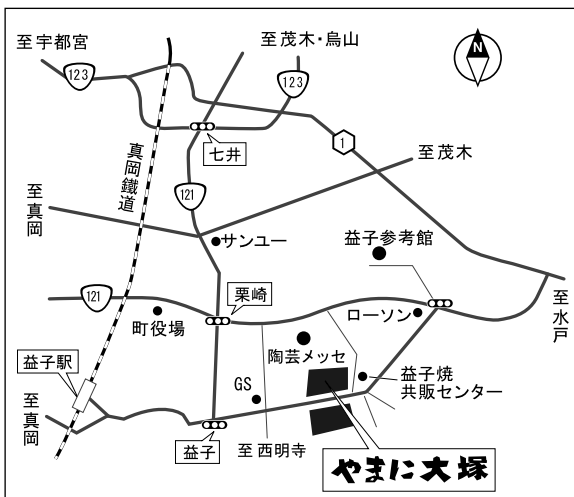 至宇都宮
至茂木・烏山
N
123
123
七井
1
真岡鐵道
至茂木
121
至真岡
サンユー
益子参考館
121
栗崎
町役場
ローソン
至水戸
益子駅
陶芸メッセ
益子焼
共販センター
GS
至真岡
益子
至西明寺
やまに大塚